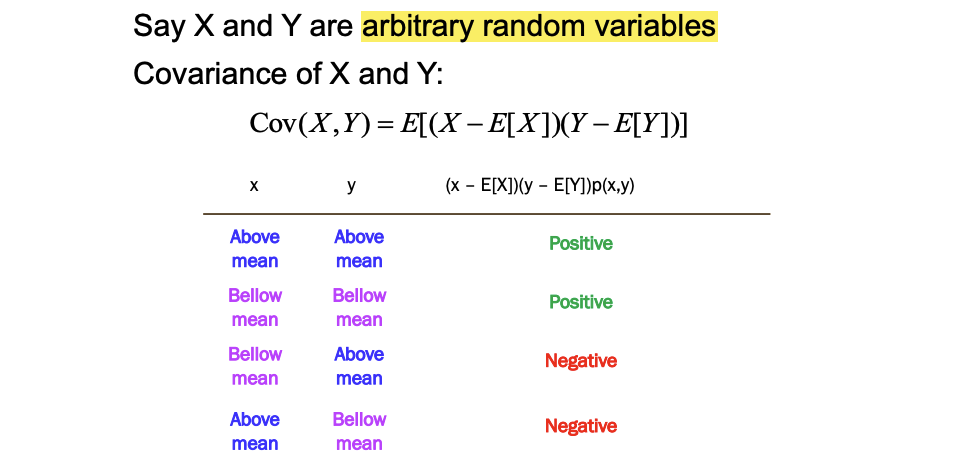 Say X and Y are arbitrary random variables
Covariance of X and Y:
Cov(X,Y) = E[(X – E[X])(Y – E[Y])]
x y (x – E[X])(y – E[Y])p(x,y)
Above Above
mean mean Positive
Bellow Bellow
mean mean Positive
Bellow Above
mean mean Negative
Above Bellow
mean mean Negative